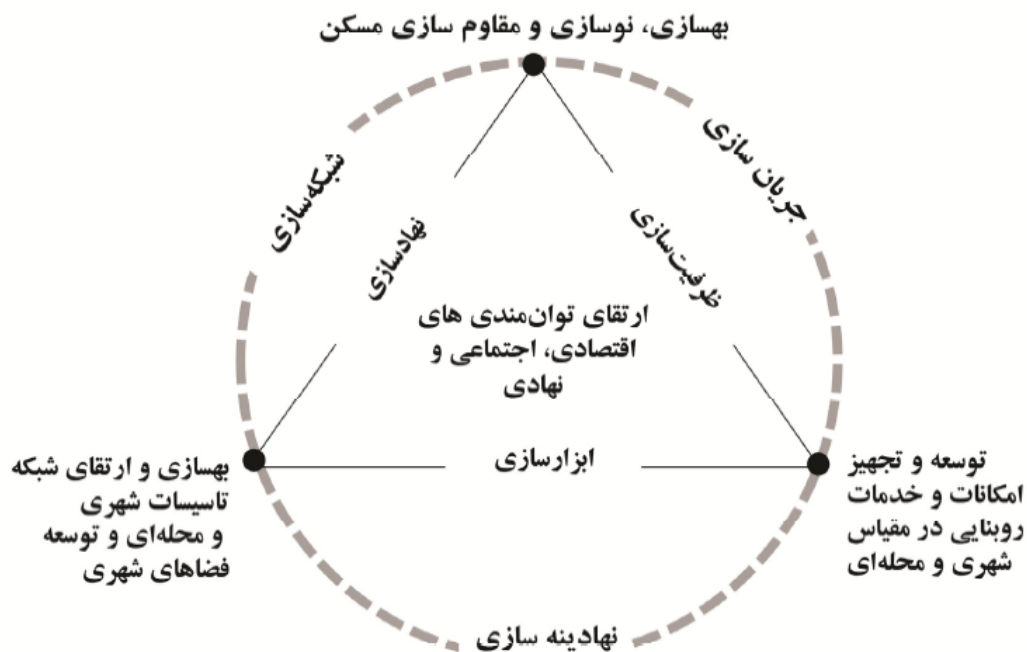 بهسازی، نوسازی و مقاوم سازی مسکن
جریان سازی
شبکه‌سازی
ظرفیت‌سازی
نهادسازی
ارتقای توان‌مندی های
اقتصادی، اجتماعی و
نهادی
ابزارسازی
توسعه و تجهیز
امکانات و خدمات
روبنایی در مقیاس
شهری و محله‌ای
بهسازی و ارتقای شبکه
تاسیسات شهری
و محله‌ای و توسعه
فضاهای شهری
نهادینه سازی